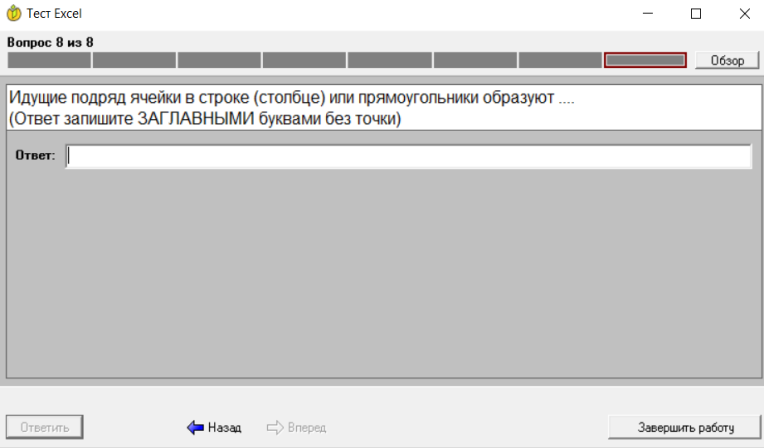 Тест Excel
Вопрос 8 из 8
Обзор
Идущие подряд ячейки в строке (столбце) или прямоугольники образуют ....
(Ответ запишите ЗАГЛАВНЫМИ буквами без точки)
Ответ:
Ответить
Назад
Вперед
Завершить работу